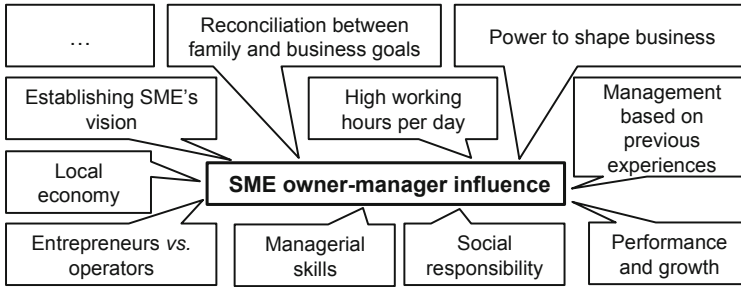 …
Reconciliation between
family and business goals
Power to shape business
Establishing SME's
vision
High working
hours per day
Management
based on
previous
experiences
Local
economy
SME owner-manager influence
Entrepreneurs vs.
operators
Managerial
skills
Social
responsibility
Performance
and growth